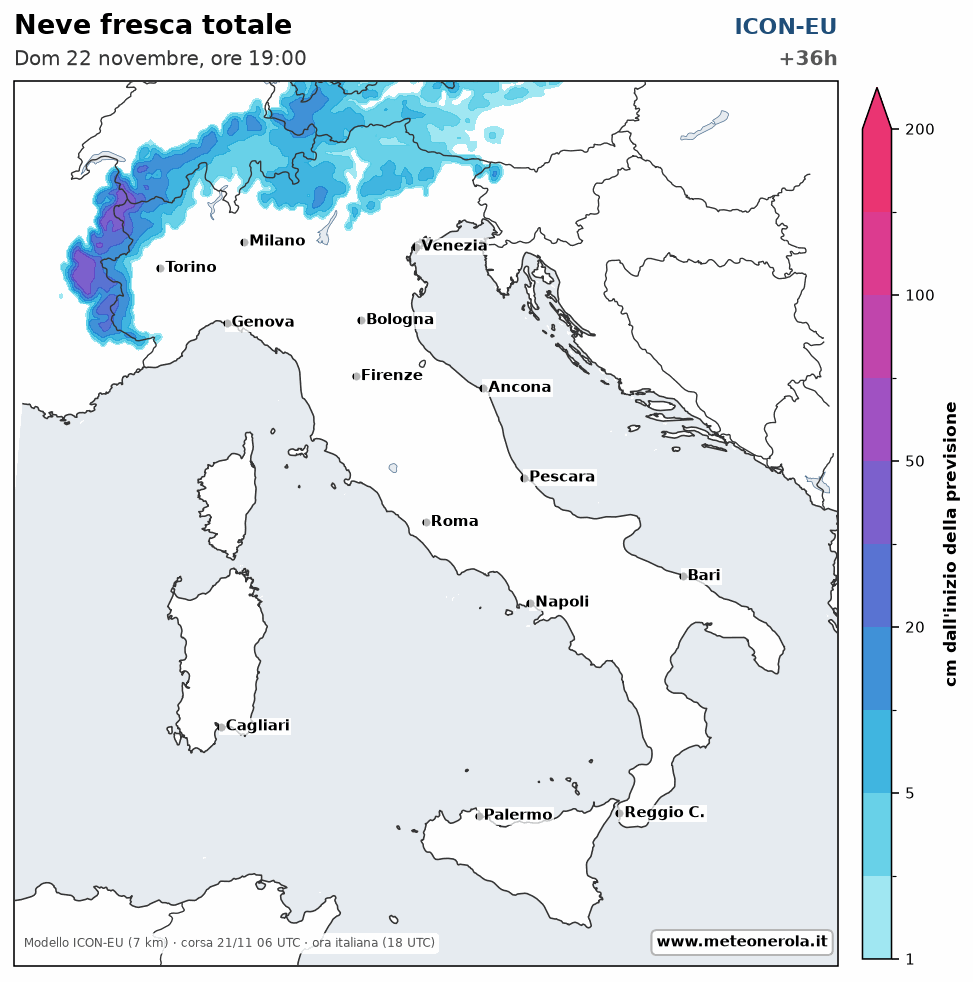 Neve fresca totale
ICON-EU
Dom 22 novembre, ore 19:00
+36h
200
Milano
Venezia
Torino
100
Genova
Bologna
Firenze
Ancona
50
Pescara
Roma
Bari
Napoli
20
cm dall'inizio della previsione
Cagliari
5
Palermo
Reggio C.
Modello ICON-EU (7 km) · corsa 21/11 06 UTC · ora italiana (18 UTC)
www.meteonerola.it
1